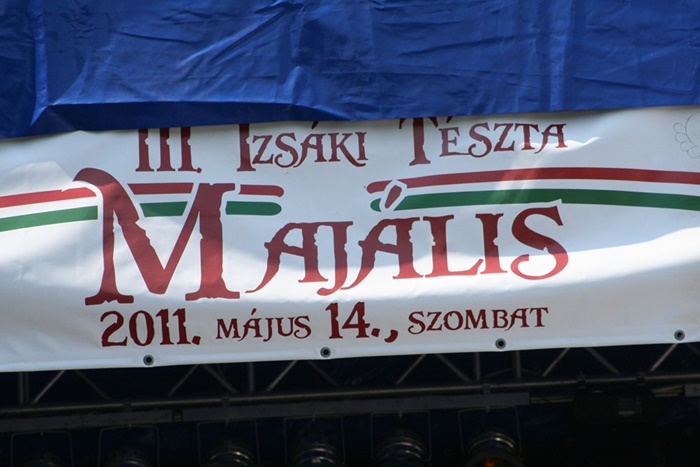 III. Izsáki Tészta
Majális
2011. május 14., szombat